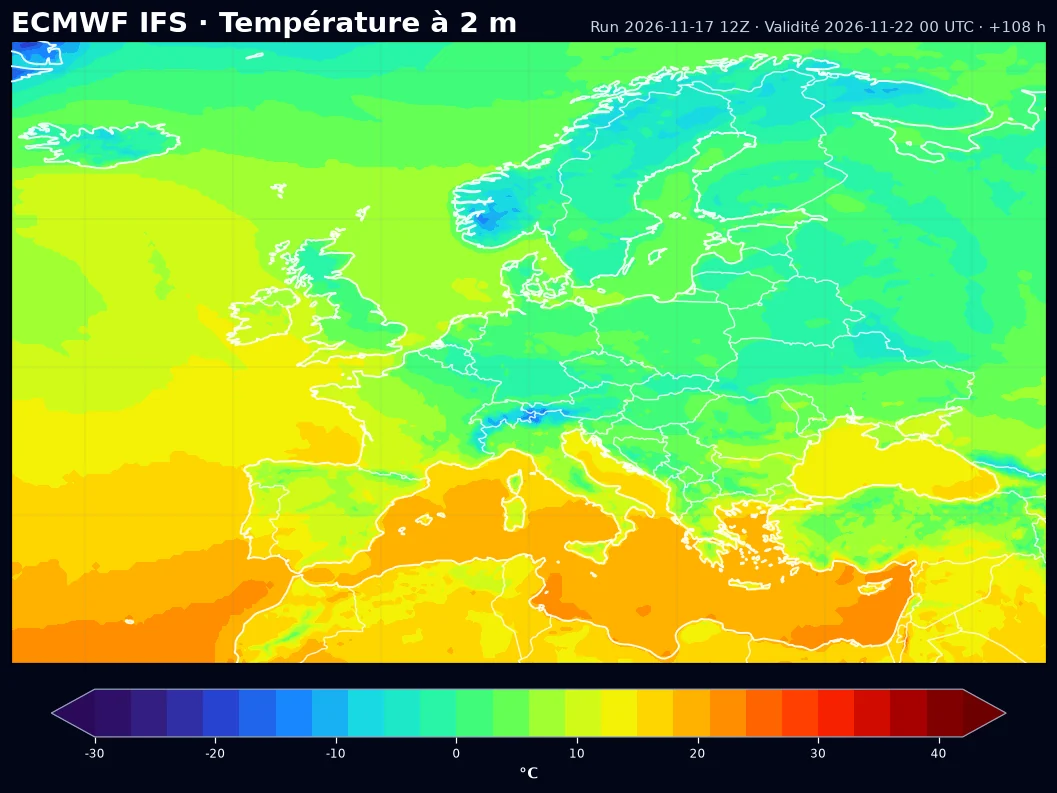 ECMWF IFS · Température à 2 m
Run 2026-11-17 12Z · Validité 2026-11-22 00 UTC · +108 h
-30 -20 -10 0 10 20 30 40
°C